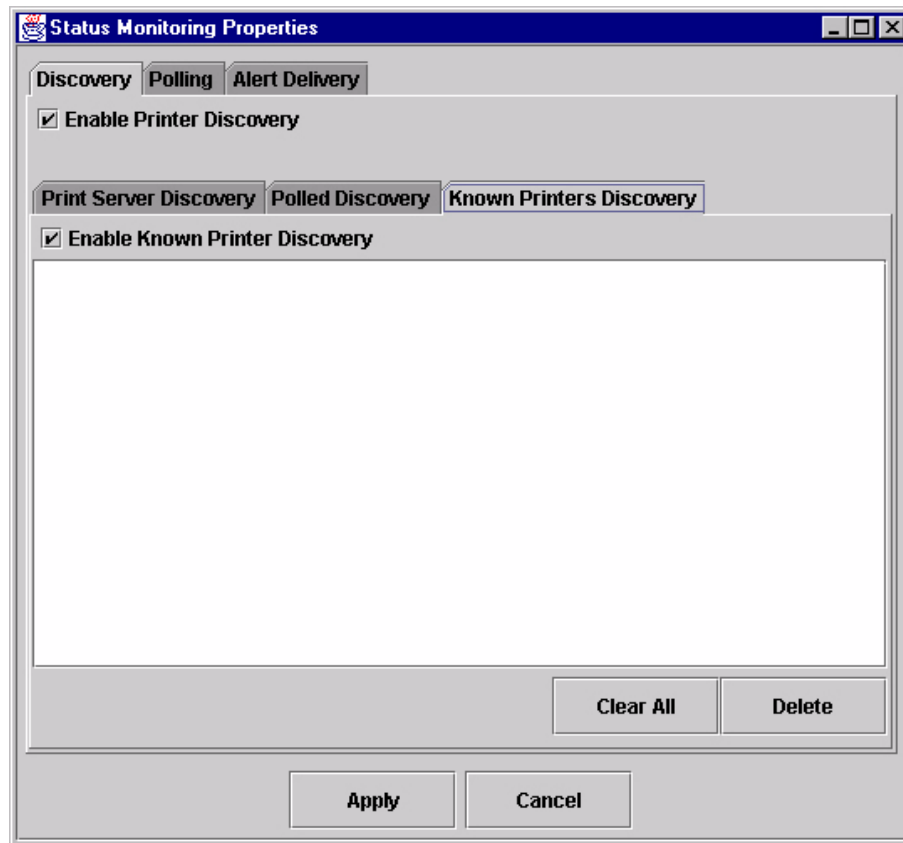 Status Monitoring Properties
Discovery Polling Alert Delivery
Enable Printer Discovery
Print Server Discovery Polled Discovery Known Printers Discovery
Enable Known Printer Discovery
Clear All Delete
Apply Cancel